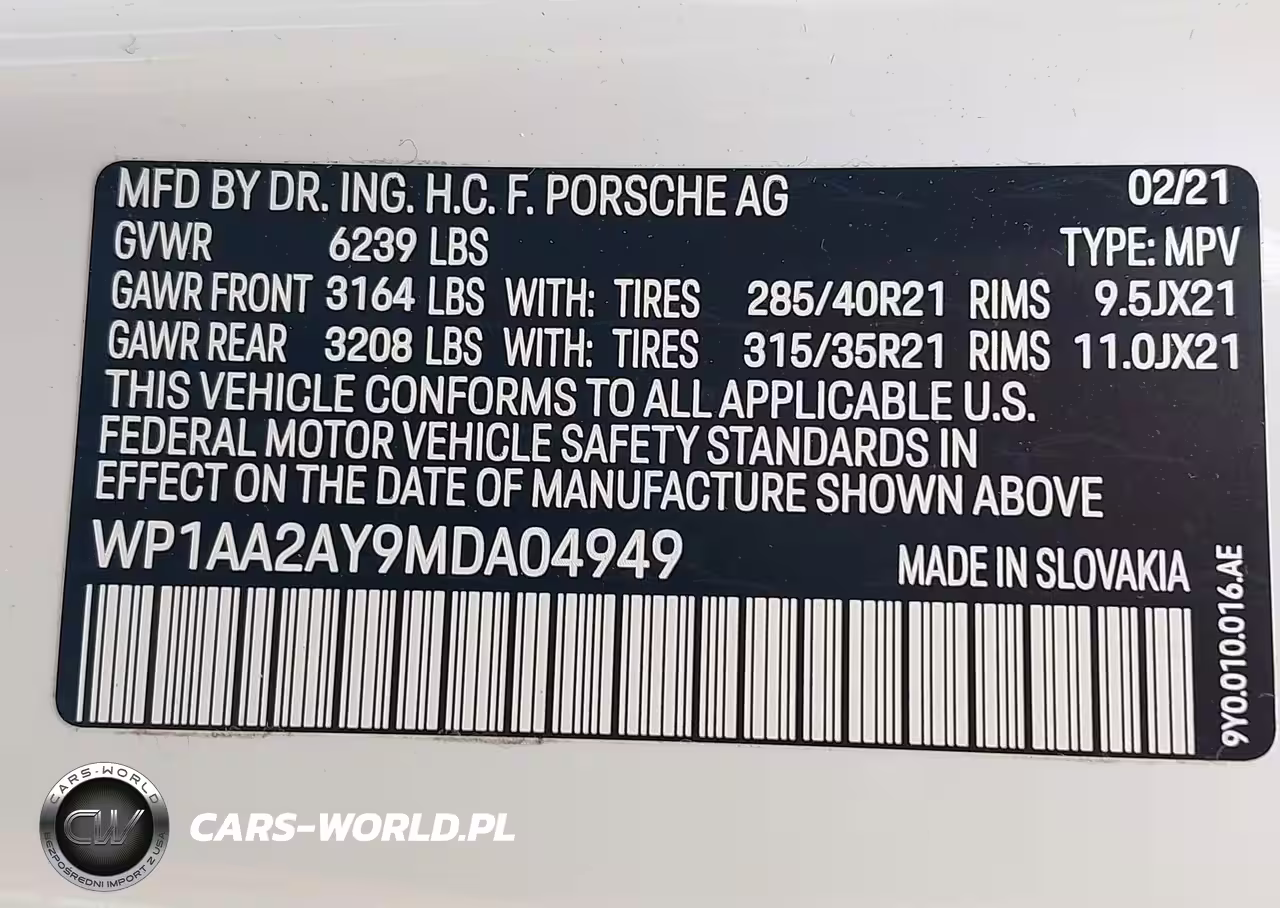 MFD BY DR. ING. H.C. F. PORSCHE AG 02/21
GVWR 6239 LBS TYPE: MPV
GAWR FRONT 3164 LBS WITH: TIRES 285/40R21 RIMS 9.5JX21
GAWR REAR 3208 LBS WITH: TIRES 315/35R21 RIMS 11.0JX21
THIS VEHICLE CONFORMS TO ALL APPLICABLE U.S.
FEDERAL MOTOR VEHICLE SAFETY STANDARDS IN
EFFECT ON THE DATE OF MANUFACTURE SHOWN ABOVE
WP1AA2AY9MDA04949 MADE IN SLOVAKIA
9Y0.010.016.AE
CARS-WORLD
CW
BEZPOŚREDNI IMPORT Z USA
CARS-WORLD.PL